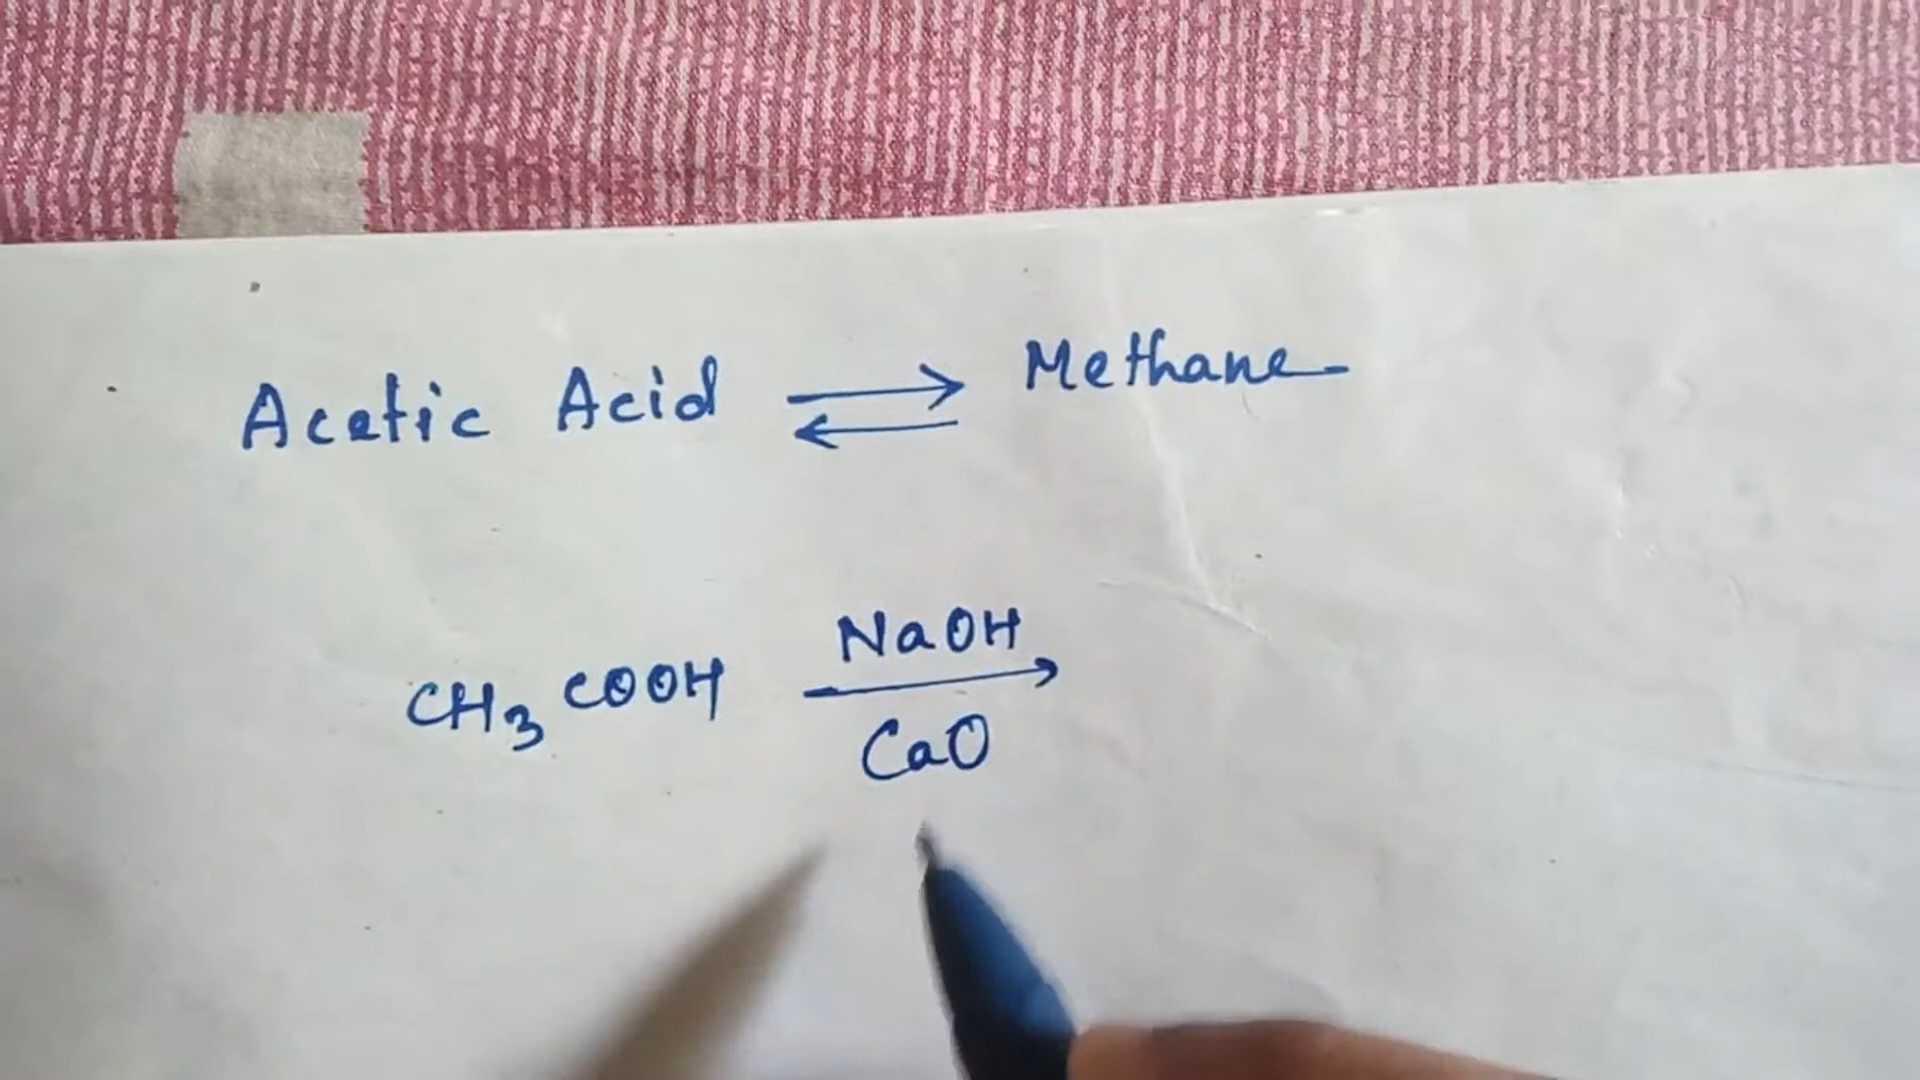 Acetic Acid ⇌ Methane
NaOH
CH₃COOH →
CaO